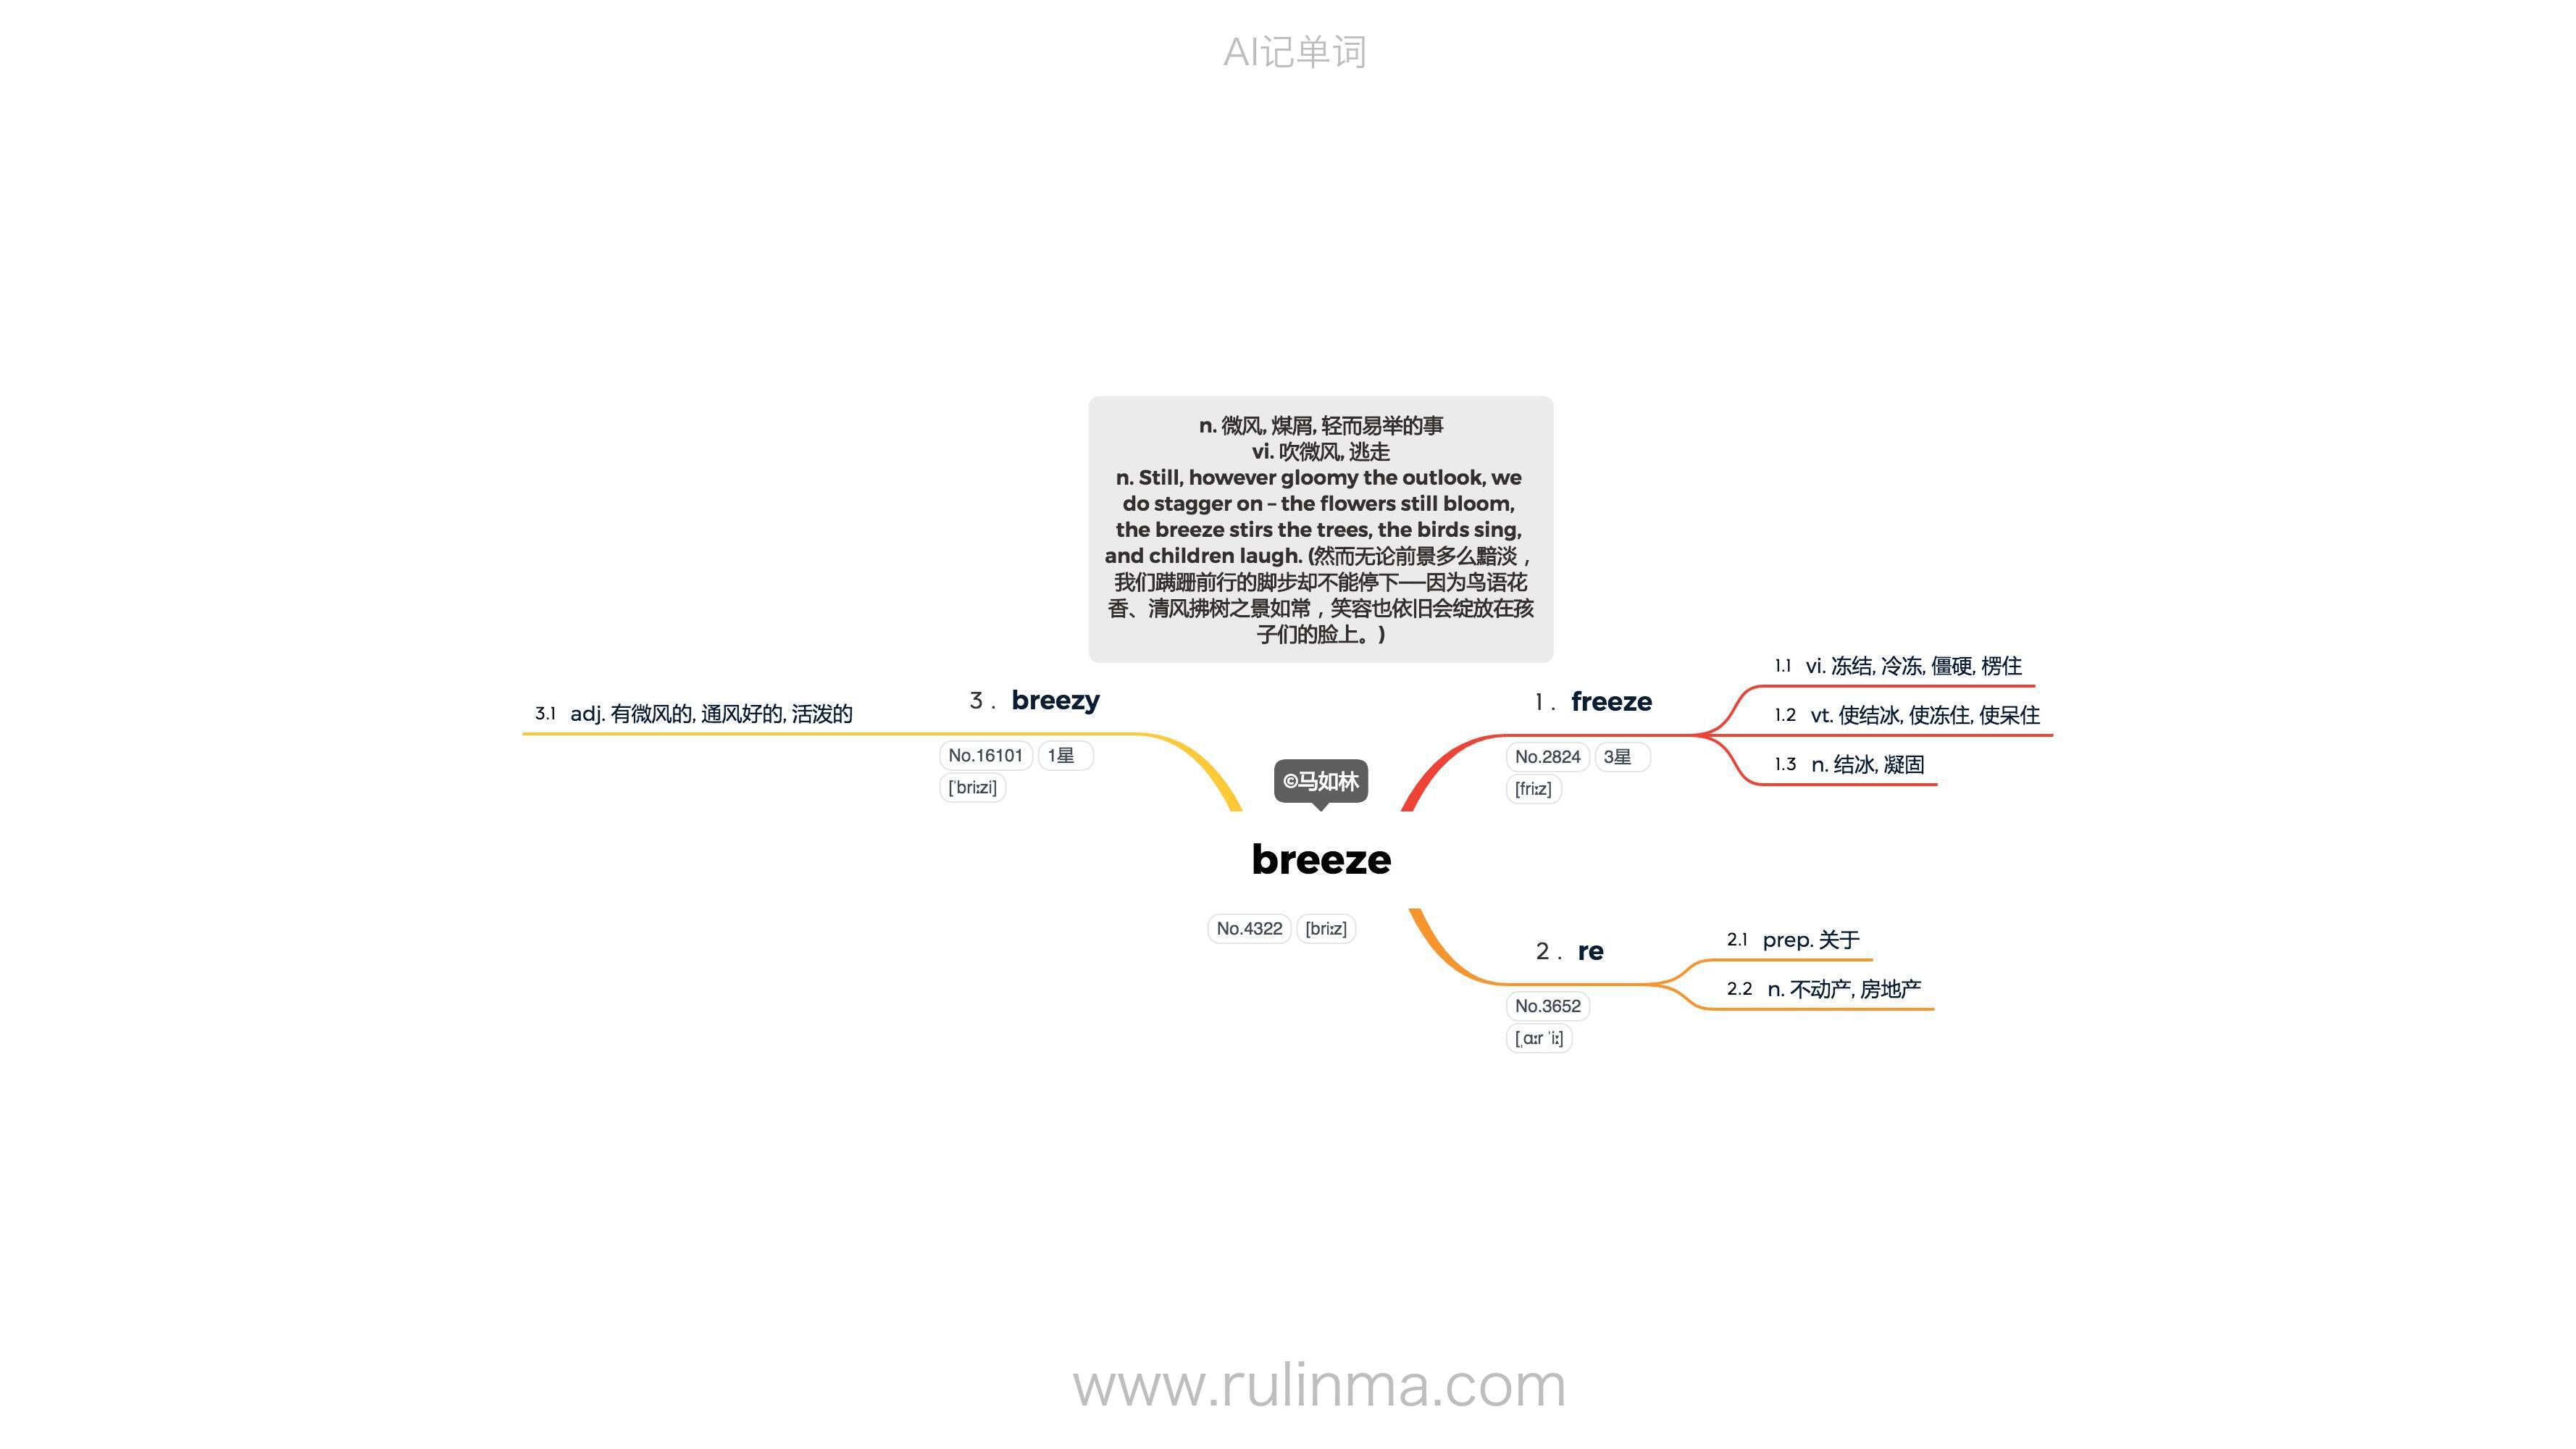 AI记单词
n. 微风, 煤屑, 轻而易举的事
vi. 吹微风, 逃走
n. Still, however gloomy the outlook, we
do stagger on – the flowers still bloom,
the breeze stirs the trees, the birds sing,
and children laugh. (然而无论前景多么黯淡，
我们蹒跚前行的脚步却不能停下──因为鸟语花
香、清风拂树之景如常，笑容也依旧会绽放在孩
子们的脸上。)
©马如林
breeze
No.4322 [briːz]
1. freeze
No.2824 3星
[friːz]
1.1 vi. 冻结, 冷冻, 僵硬, 楞住
1.2 vt. 使结冰, 使冻住, 使呆住
1.3 n. 结冰, 凝固
2. re
No.3652
[ˌɑːr ˈiː]
2.1 prep. 关于
2.2 n. 不动产, 房地产
3. breezy
No.16101 1星
[ˈbriːzi]
3.1 adj. 有微风的, 通风好的, 活泼的
www.rulinma.com